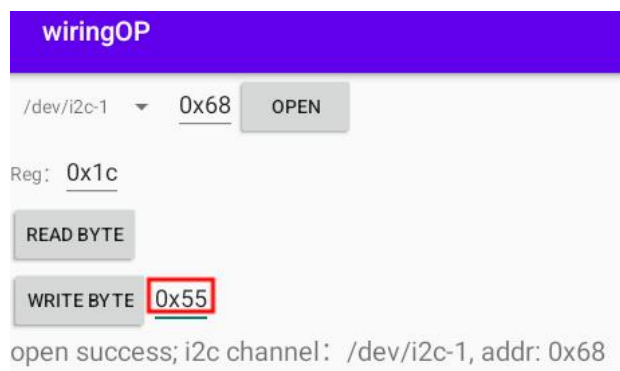 wiringOP
/dev/i2c-1 0x68 OPEN
Reg: 0x1c
READ BYTE
WRITE BYTE 0x55
open success; i2c channel: /dev/i2c-1, addr: 0x68